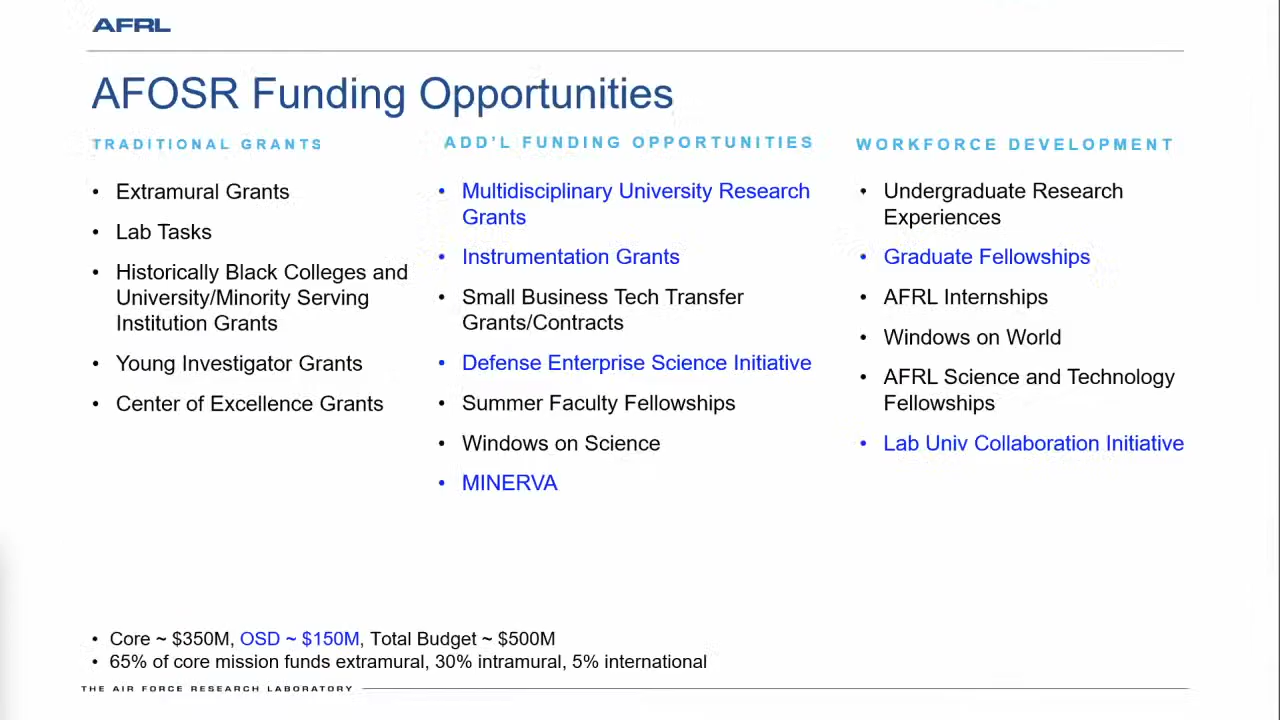 AFRL
AFOSR Funding Opportunities
TRADITIONAL GRANTS
• Extramural Grants
• Lab Tasks
• Historically Black Colleges and
University/Minority Serving
Institution Grants
• Young Investigator Grants
• Center of Excellence Grants
ADD'L FUNDING OPPORTUNITIES
• Multidisciplinary University Research
Grants
• Instrumentation Grants
• Small Business Tech Transfer
Grants/Contracts
• Defense Enterprise Science Initiative
• Summer Faculty Fellowships
• Windows on Science
• MINERVA
WORKFORCE DEVELOPMENT
• Undergraduate Research
Experiences
• Graduate Fellowships
• AFRL Internships
• Windows on World
• AFRL Science and Technology
Fellowships
• Lab Univ Collaboration Initiative
• Core ~ $350M, OSD ~ $150M, Total Budget ~ $500M
• 65% of core mission funds extramural, 30% intramural, 5% international
THE AIR FORCE RESEARCH LABORATORY